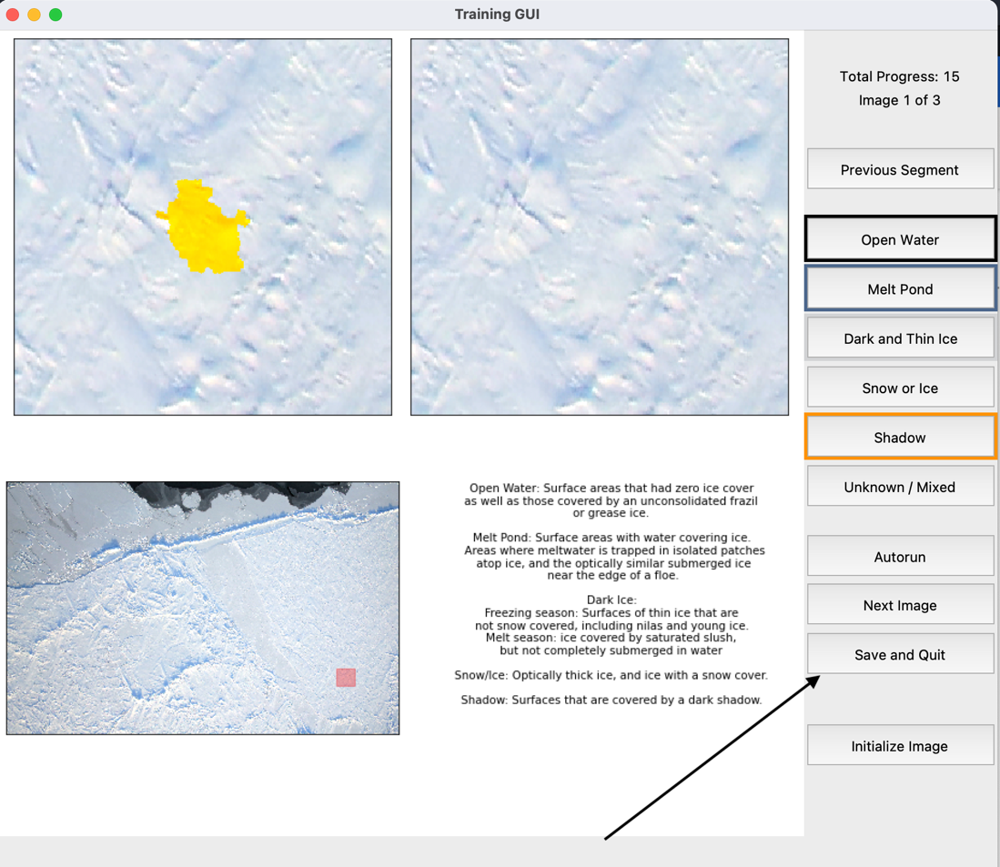 Training GUI
Total Progress: 15
Image 1 of 3
Previous Segment
Open Water
Melt Pond
Dark and Thin Ice
Snow or Ice
Shadow
Unknown / Mixed
Autorun
Next Image
Save and Quit
Initialize Image
Open Water: Surface areas that had zero ice cover
as well as those covered by an unconsolidated frazil
or grease ice.
Melt Pond: Surface areas with water covering ice.
Areas where meltwater is trapped in isolated patches
atop ice, and the optically similar submerged ice
near the edge of a floe.
Dark Ice:
Freezing season: Surfaces of thin ice that are
not snow covered, including nilas and young ice.
Melt season: ice covered by saturated slush,
but not completely submerged in water
Snow/Ice: Optically thick ice, and ice with a snow cover.
Shadow: Surfaces that are covered by a dark shadow.